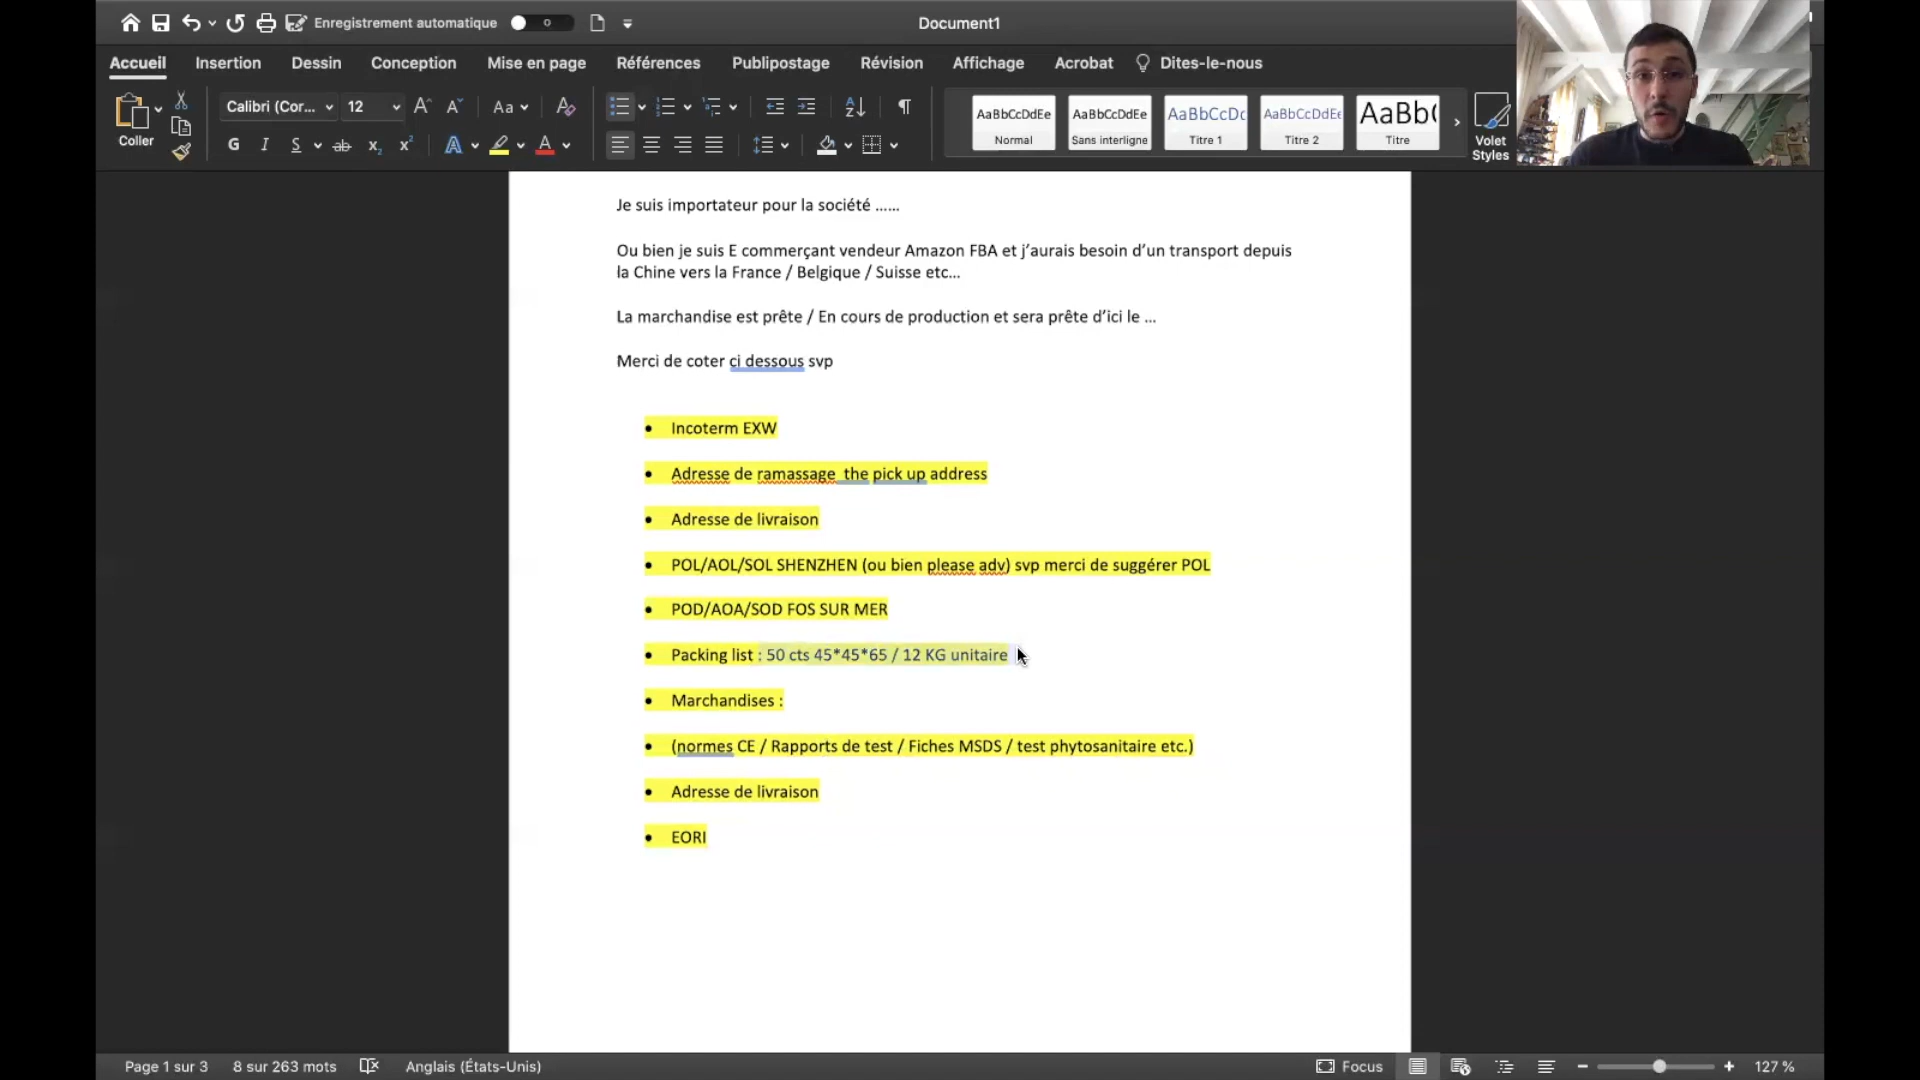 Enregistrement automatique
Document1
Accueil Insertion Dessin Conception Mise en page Références Publipostage Révision Affichage Acrobat Dites-le-nous
Coller
Calibri (Cor... 12 Aa
G I S ab x₂ x² A A
AaBbCcDdEe AaBbCcDdEe AaBbCcDc AaBbCcDdEe AaBb(
Normal Sans interligne Titre 1 Titre 2 Titre
Volet
Styles
Je suis importateur pour la société ......
Ou bien je suis E commerçant vendeur Amazon FBA et j’aurais besoin d’un transport depuis
la Chine vers la France / Belgique / Suisse etc...
La marchandise est prête / En cours de production et sera prête d’ici le ...
Merci de coter ci dessous svp
• Incoterm EXW
• Adresse de ramassage the pick up address
• Adresse de livraison
• POL/AOL/SOL SHENZHEN (ou bien please adv) svp merci de suggérer POL
• POD/AOA/SOD FOS SUR MER
• Packing list : 50 cts 45*45*65 / 12 KG unitaire
• Marchandises :
• (normes CE / Rapports de test / Fiches MSDS / test phytosanitaire etc.)
• Adresse de livraison
• EORI
Page 1 sur 3 8 sur 263 mots Anglais (États-Unis) Focus 127 %